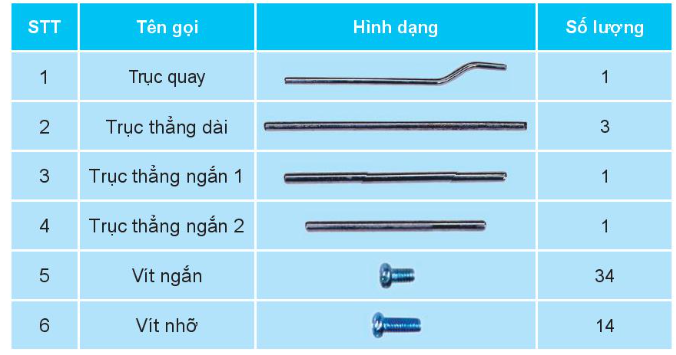 STT Tên gọi Hình dạng Số lượng
1 Trục quay 1
2 Trục thẳng dài 3
3 Trục thẳng ngắn 1 1
4 Trục thẳng ngắn 2 1
5 Vit ngắn 34
6 Vít nhỡ 14